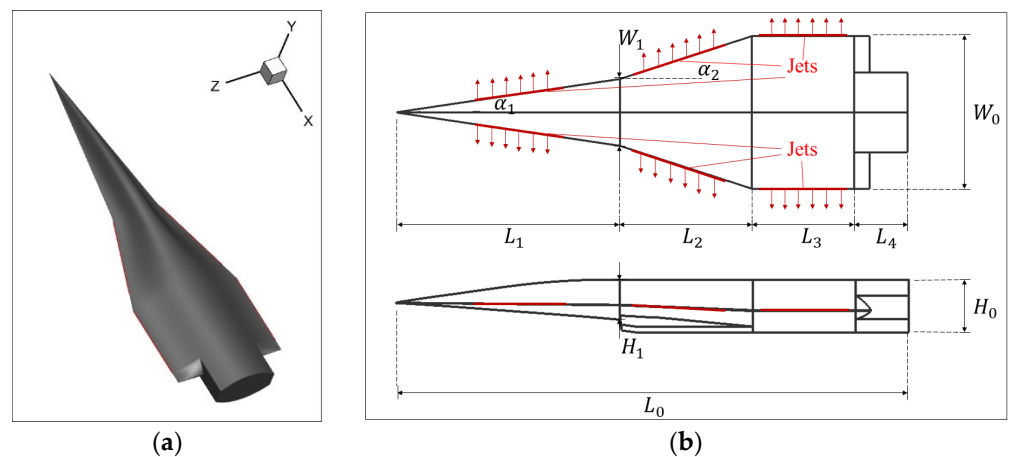 Y
Z
X
(a)
W₁
α₂
Jets
α₁
W₀
Jets
L₁
L₂
L₃
L₄
H₀
H₁
L₀
(b)